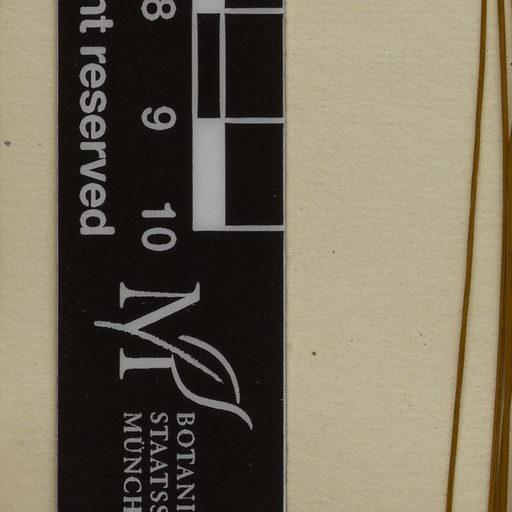 nt reserved
8
9
10
M
BOTANI
STAATSS
MÜNCH